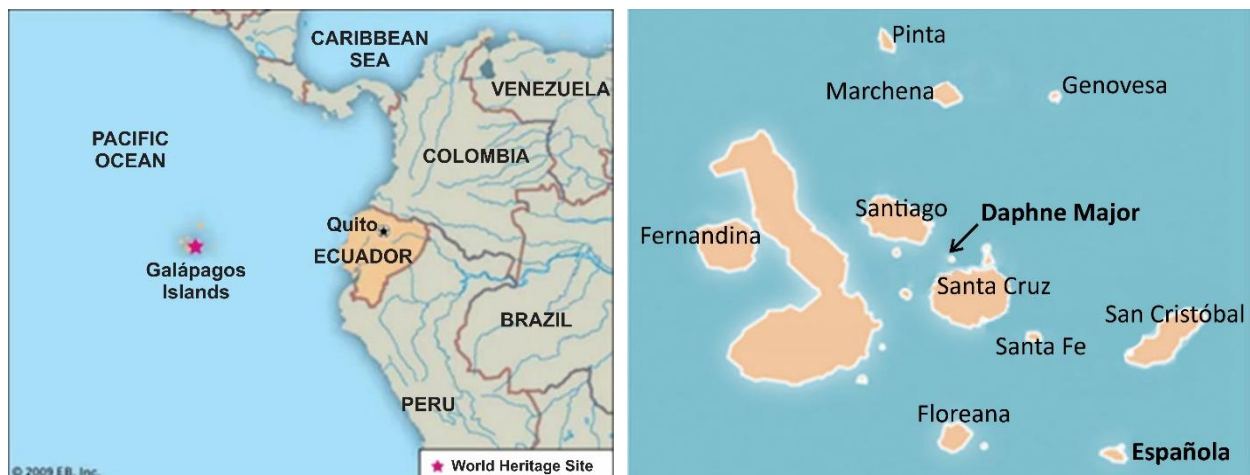 CARIBBEAN
SEA
VENEZUELA
PACIFIC
OCEAN
COLOMBIA
Quito
ECUADOR
Galápagos
Islands
BRAZIL
PERU
© 2009 EB, Inc.
World Heritage Site
Pinta
Marchena
Genovesa
Santiago
Daphne Major
Fernandina
Santa Cruz
San Cristóbal
Santa Fe
Floreana
Española